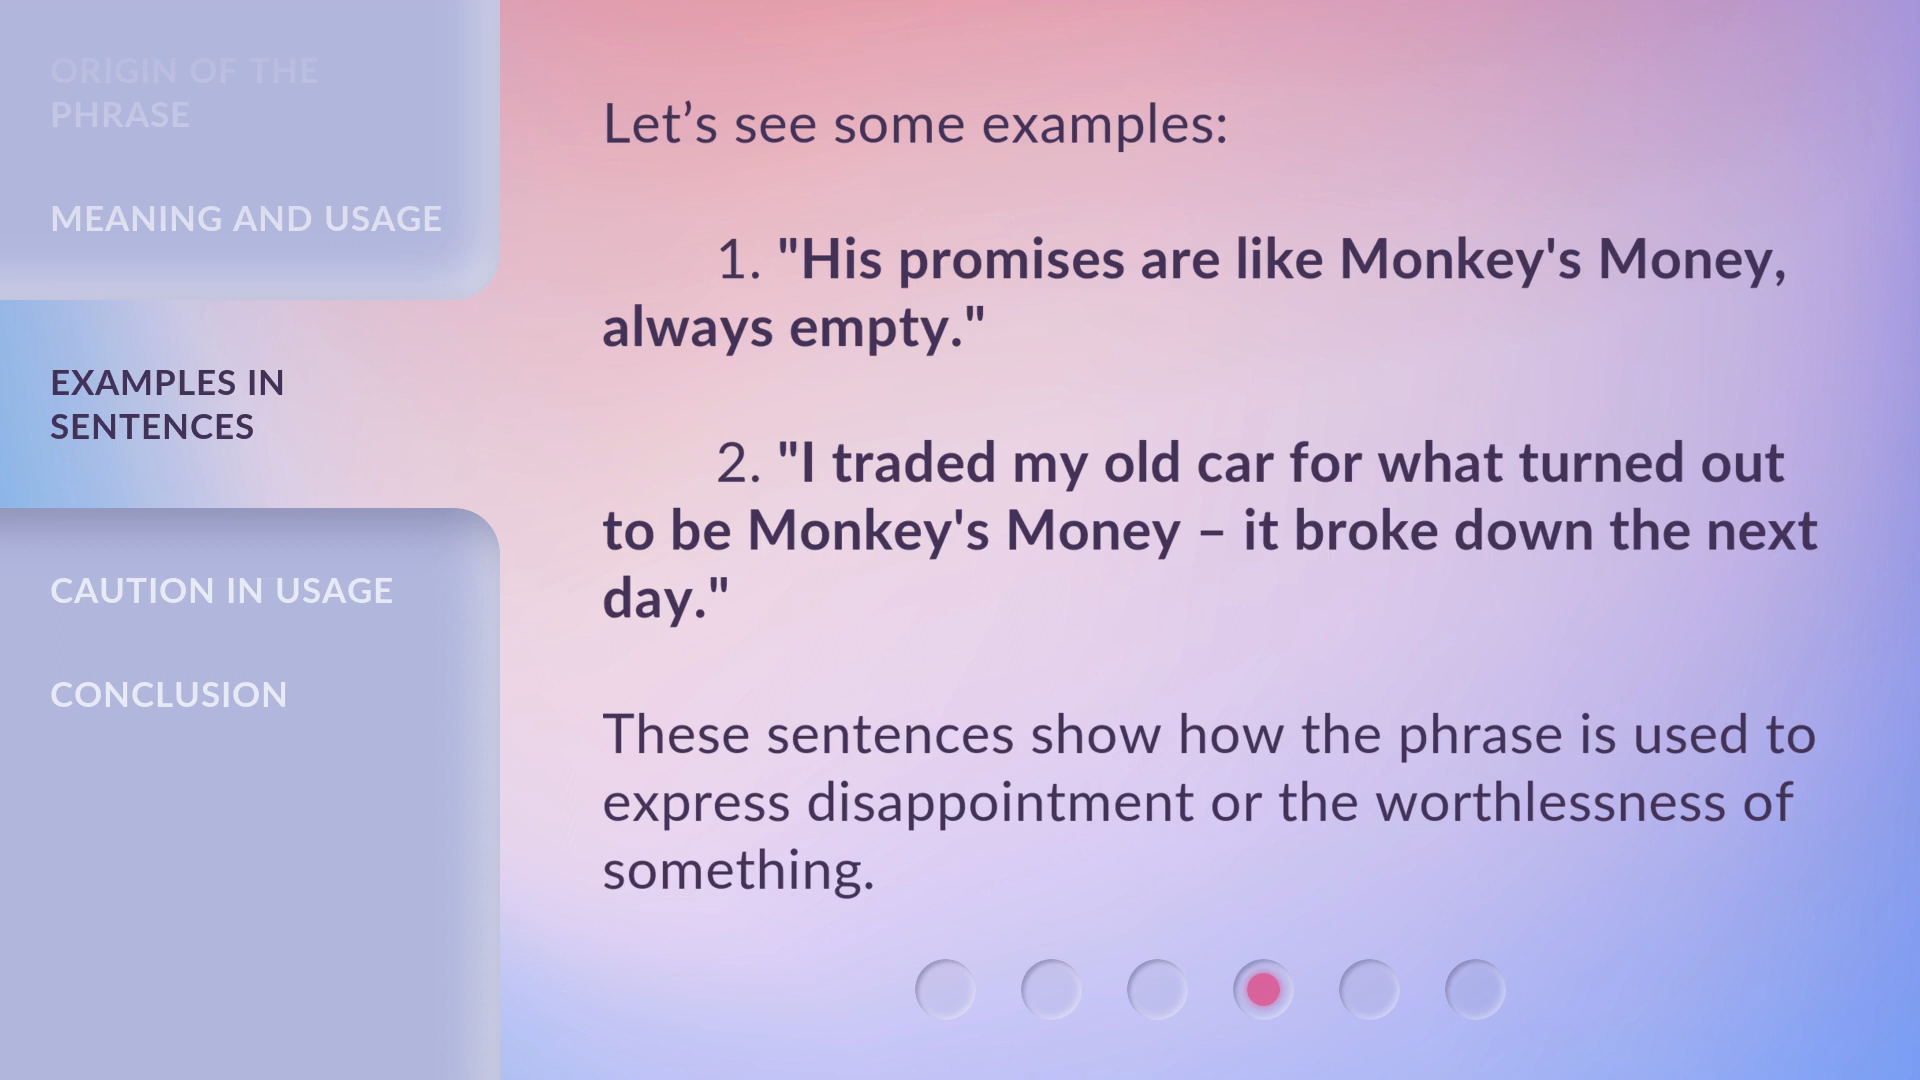 ORIGIN OF THE
PHRASE
MEANING AND USAGE
EXAMPLES IN
SENTENCES
CAUTION IN USAGE
CONCLUSION
Let’s see some examples:
1. "His promises are like Monkey's Money,
always empty."
2. "I traded my old car for what turned out
to be Monkey's Money – it broke down the next
day."
These sentences show how the phrase is used to
express disappointment or the worthlessness of
something.